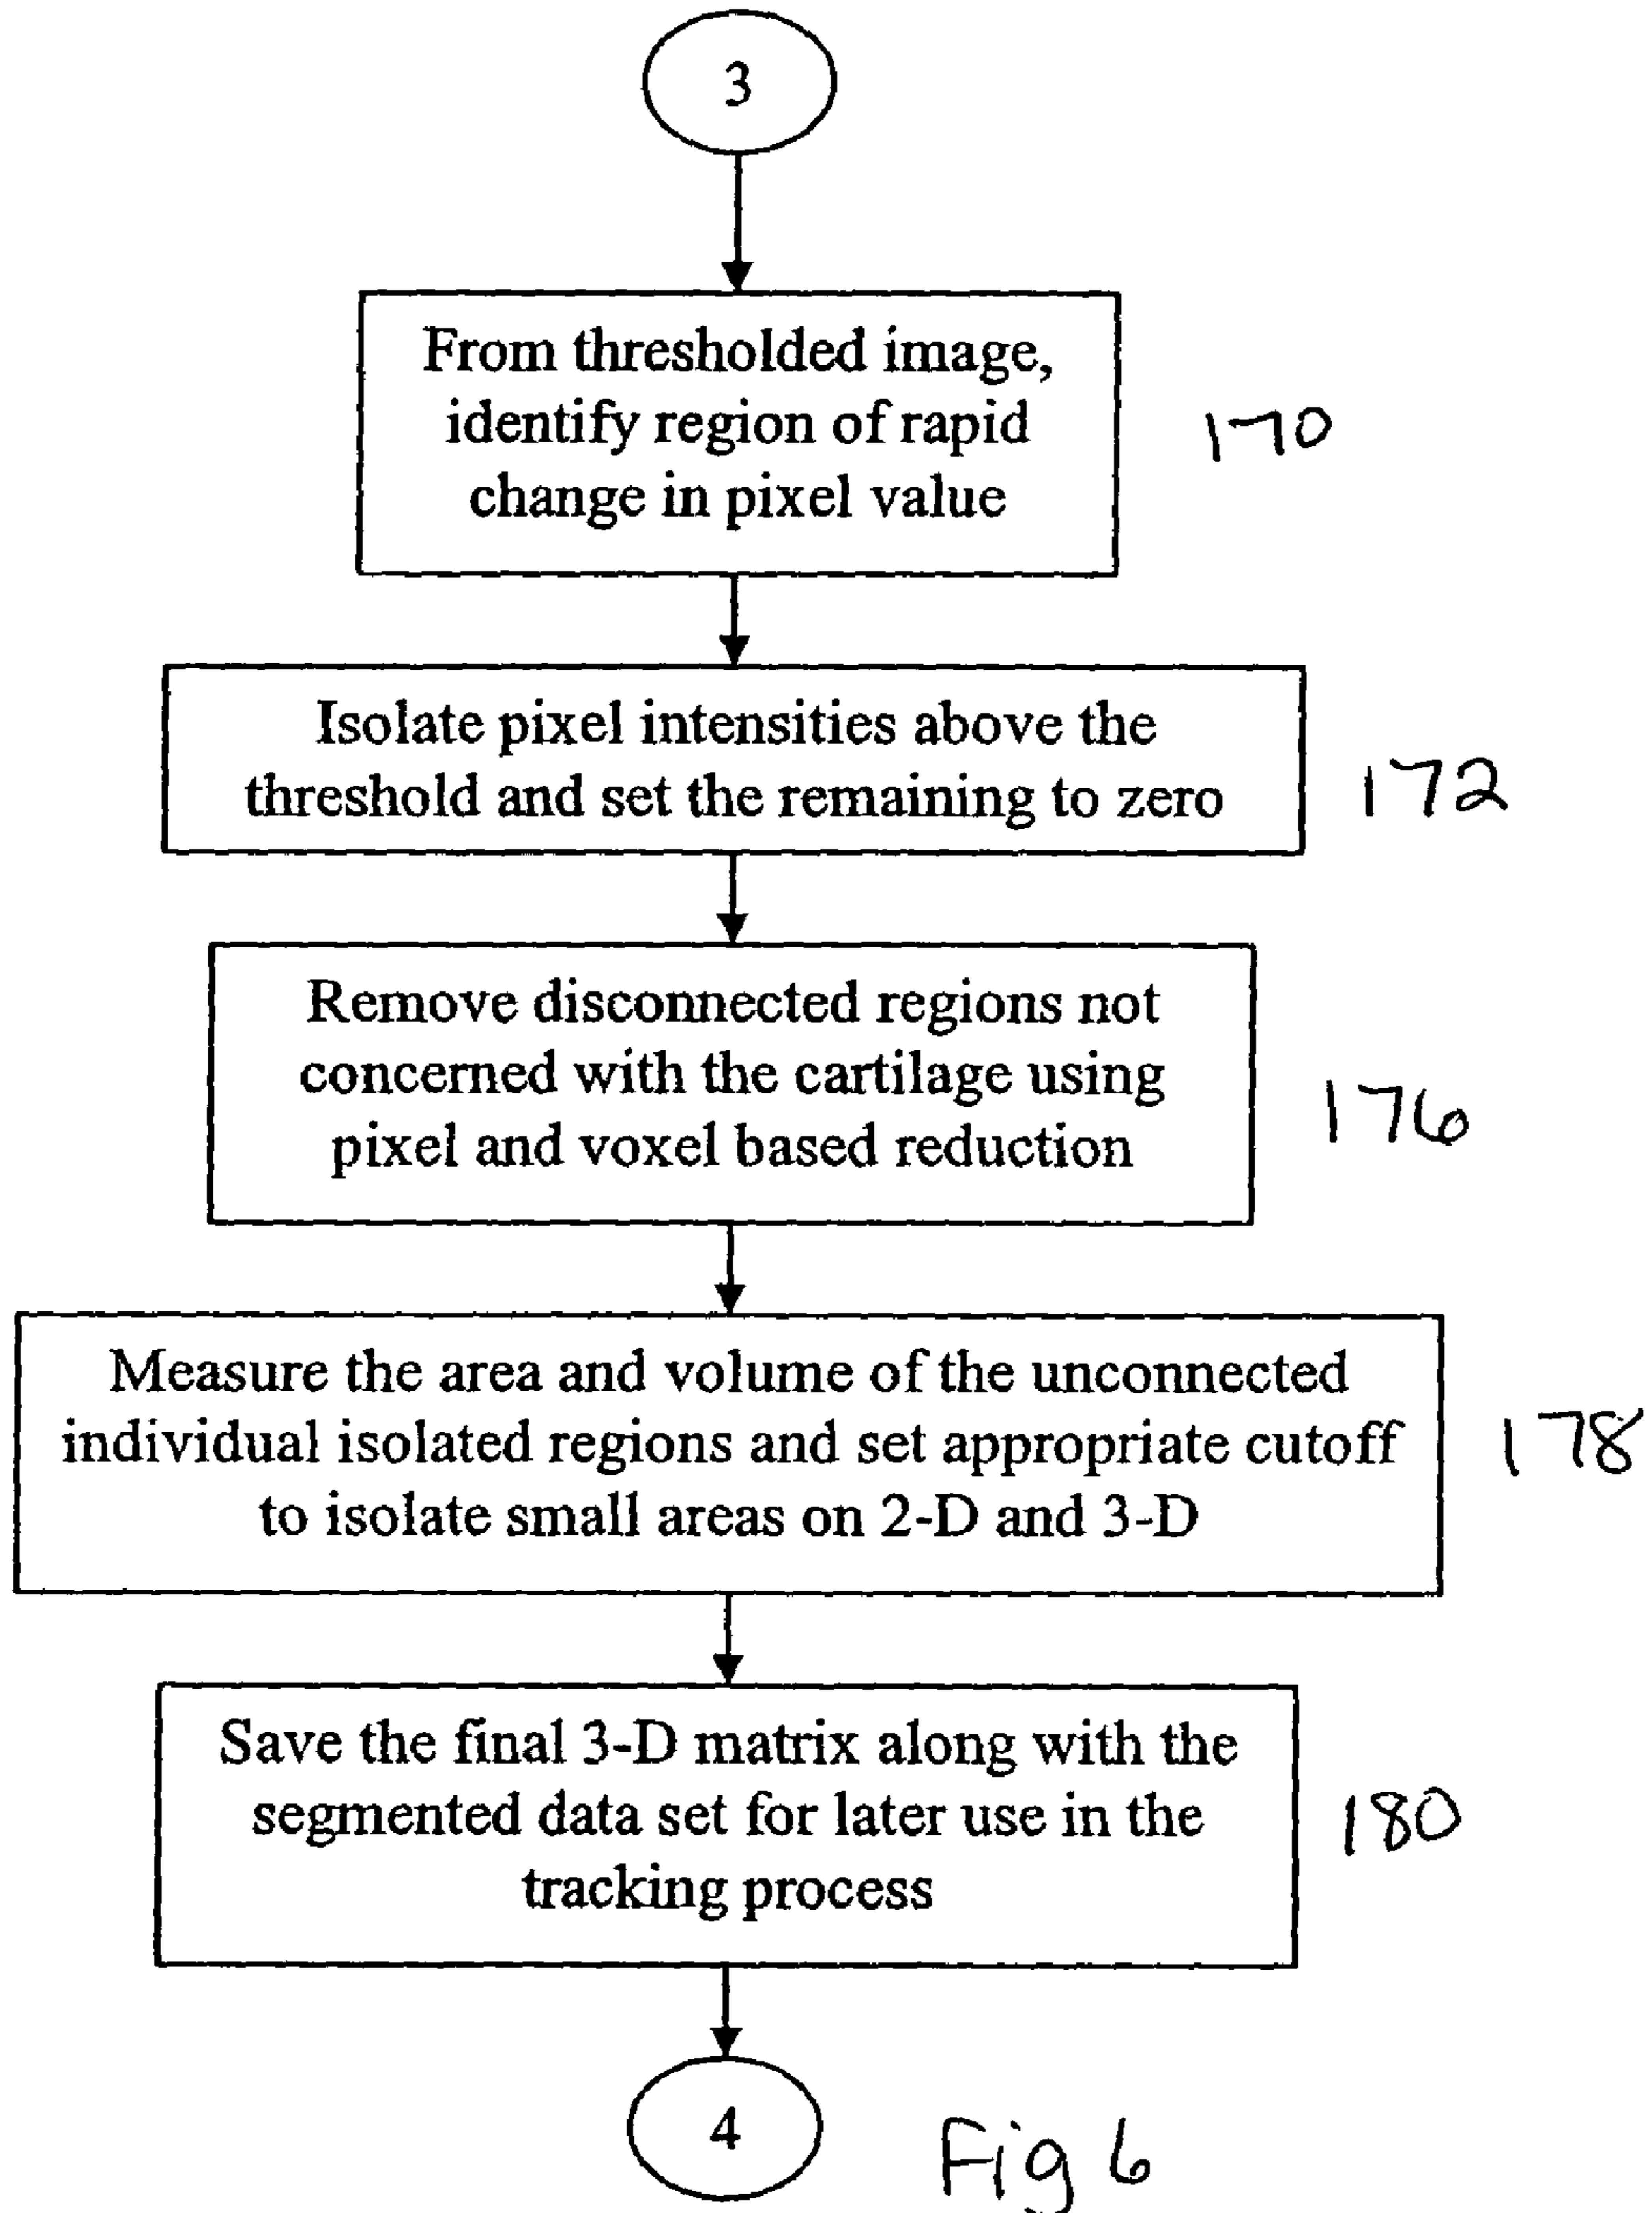 3
From thresholded image,
identify region of rapid
change in pixel value
170
Isolate pixel intensities above the
threshold and set the remaining to zero
172
Remove disconnected regions not
concerned with the cartilage using
pixel and voxel based reduction
176
Measure the area and volume of the unconnected
individual isolated regions and set appropriate cutoff
to isolate small areas on 2-D and 3-D
178
Save the final 3-D matrix along with the
segmented data set for later use in the
tracking process
180
4
Fig 6